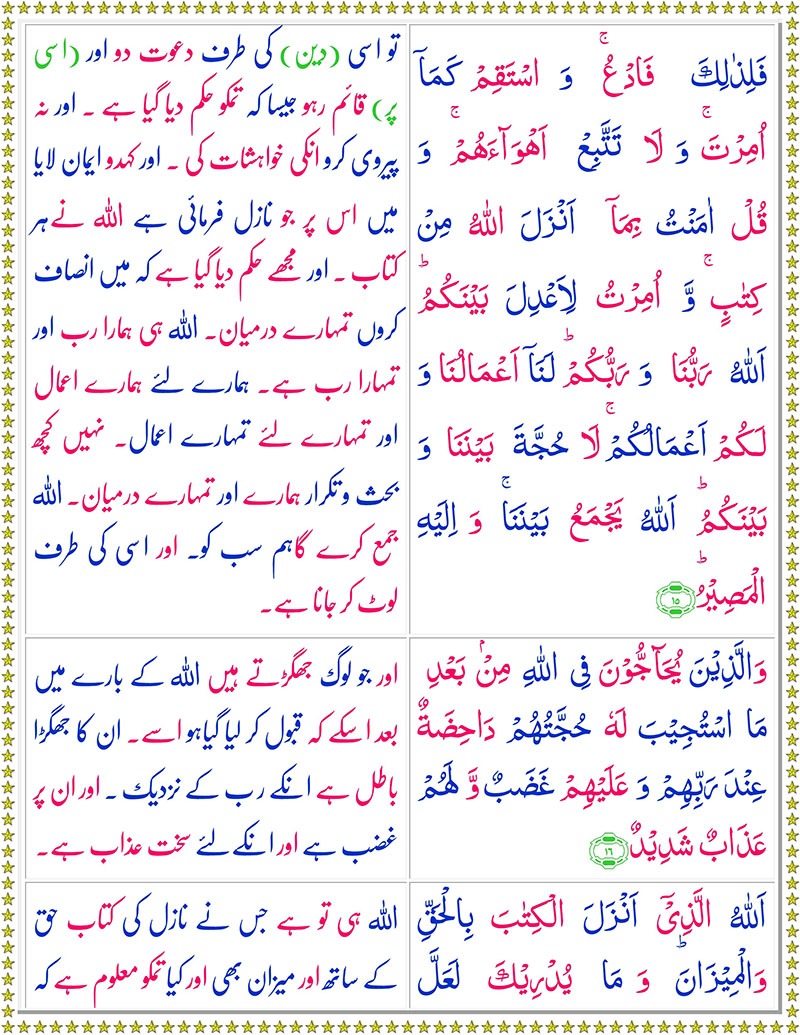 فَلِذٰلِكَ فَادْعُ ۚ وَ اسْتَقِمْ كَمَاۤ
اُمِرْتَ ۚ وَ لَا تَتَّبِعْ اَهْوَآءَهُمْ ۚ وَ
قُلْ اٰمَنْتُ بِمَاۤ اَنْزَلَ اللهُ مِنْ
كِتٰبٍ ۚ وَّ اُمِرْتُ لِاَعْدِلَ بَيْنَكُمُ ؕ
اَللهُ رَبُّنَا وَ رَبُّكُمْ ؕ لَنَاۤ اَعْمَالُنَا وَ
لَكُمْ اَعْمَالُكُمْ ۚ لَا حُجَّةَ بَيْنَنَا وَ
بَيْنَكُمُ ؕ اَللهُ يَجْمَعُ بَيْنَنَا ۚ وَ اِلَيْهِ
الْمَصِيْرُ ؕ ۱۵
تو اسی (دین) کی طرف دعوت دو اور (اسی
پر) قائم رہو جیسا کہ تمکو حکم دیا گیا ہے ۔ اور نہ
پیروی کرو انکی خواہشات کی ۔ اور کہدو ایمان لایا
میں اس پر جو نازل فرمائی ہے اللہ نے ہر
کتاب ۔ اور مجھے حکم دیا گیا ہے کہ میں انصاف
کروں تمہارے درمیان۔ اللہ ہی ہمارا رب اور
تمہارا رب ہے۔ ہمارے لئے ہمارے اعمال
اور تمہارے لئے تمہارے اعمال۔ نہیں کچھ
بحث و تکرار ہمارے اور تمہارے درمیان۔ اللہ
جمع کرے گا ہم سب کو۔ اور اسی کی طرف
لوٹ کر جانا ہے۔
وَالَّذِيْنَ يُحَآجُّوْنَ فِى اللهِ مِنْۢ بَعْدِ
مَا اسْتُجِيْبَ لَهٗ حُجَّتُهُمْ دَاحِضَةٌ
عِنْدَ رَبِّهِمْ وَ عَلَيْهِمْ غَضَبٌ وَّ لَهُمْ
عَذَابٌ شَدِيْدٌ ۱۶
اور جو لوگ جھگڑتے ہیں اللہ کے بارے میں
بعد اسکے کہ قبول کر لیا گیا ہو اسے۔ ان کا جھگڑا
باطل ہے انکے رب کے نزدیک ۔ اور ان پر
غضب ہے اور انکے لئے سخت عذاب ہے۔
اَللهُ الَّذِىْۤ اَنْزَلَ الْكِتٰبَ بِالْحَقِّ
وَالْمِيْزَانَ ؕ وَ مَا يُدْرِيْكَ لَعَلَّ
اللہ ہی تو ہے جس نے نازل کی کتاب حق
کے ساتھ اور میزان بھی اور کیا تمکو معلوم ہے کہ